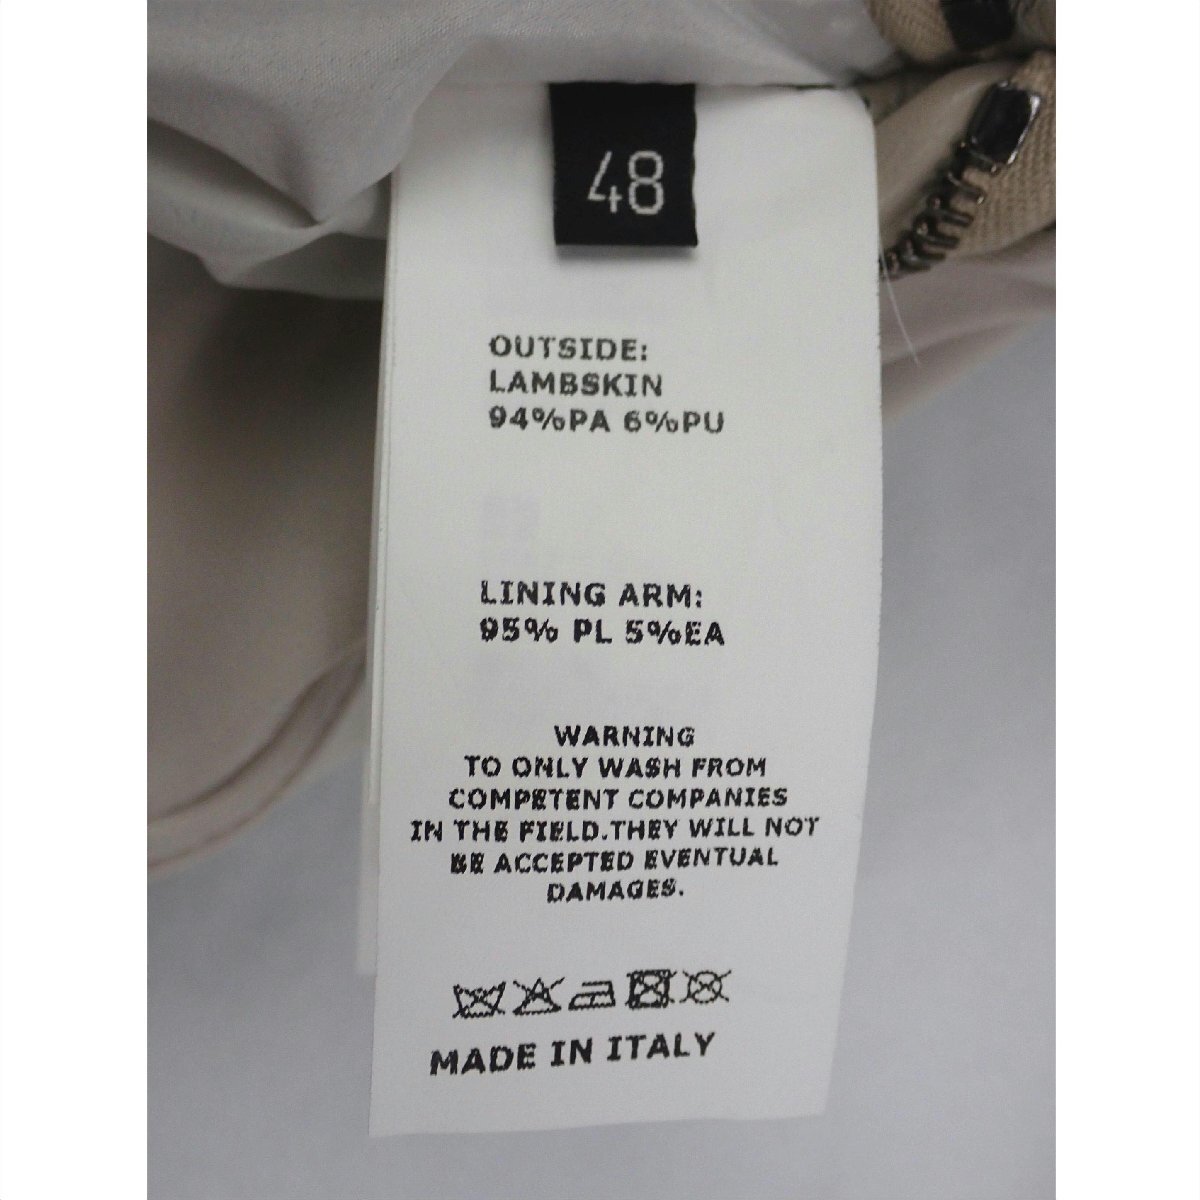 48
OUTSIDE:
LAMBSKIN
94%PA 6%PU
LINING ARM:
95% PL 5%EA
WARNING
TO ONLY WASH FROM
COMPETENT COMPANIES
IN THE FIELD.THEY WILL NOT
BE ACCEPTED EVENTUAL
DAMAGES.
MADE IN ITALY